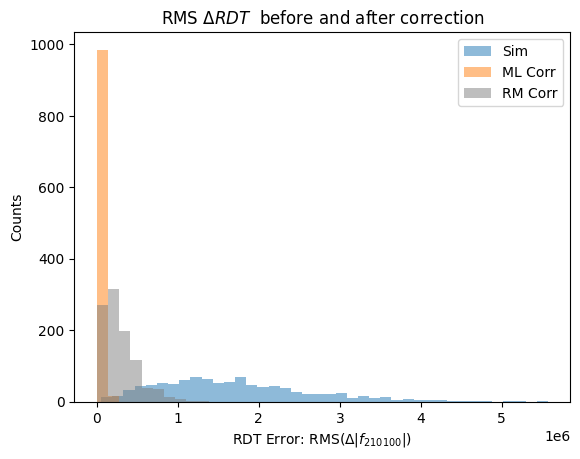 RMS ΔRDT before and after correction
Sim
ML Corr
RM Corr
Counts
1000
800
600
400
200
0
0 1 2 3 4 5
1e6
RDT Error: RMS(Δ|f₂₁₀₁₀₀|)